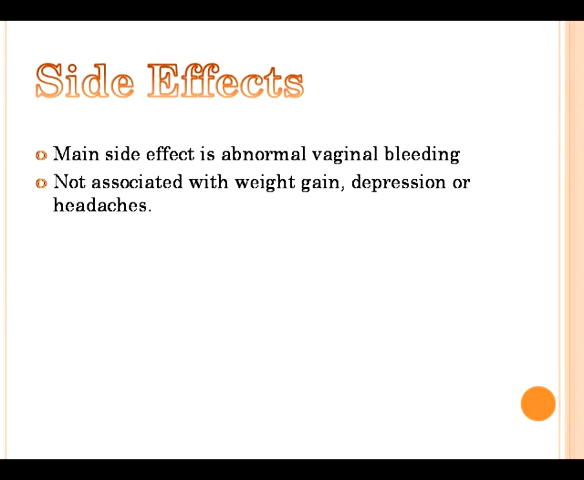 Side Effects
Main side effect is abnormal vaginal bleeding
Not associated with weight gain, depression or
headaches.